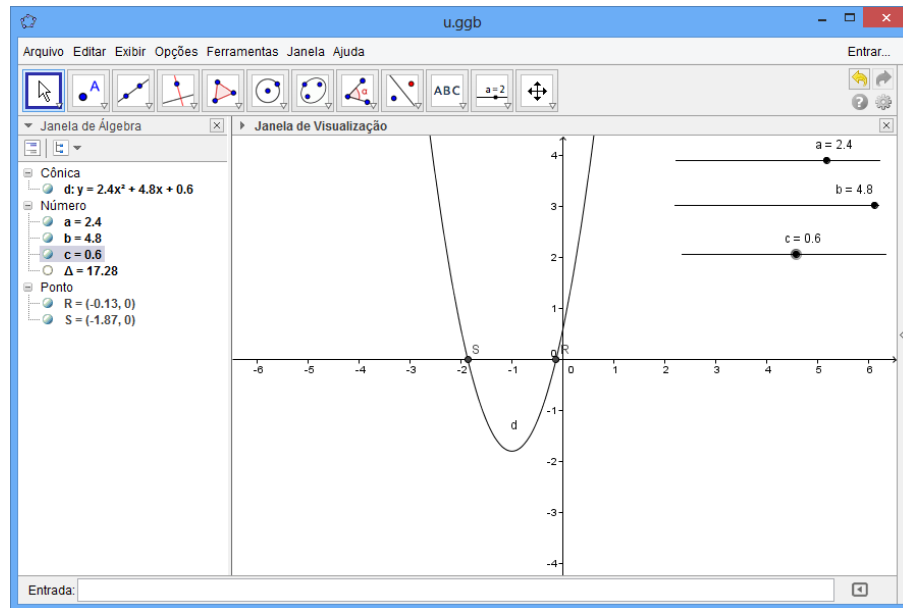 u.ggb
Arquivo Editar Exibir Opções Ferramentas Janela Ajuda
Entrar...
A
α
ABC
a=2
Janela de Álgebra
Cônica
d: y = 2.4x² + 4.8x + 0.6
Número
a = 2.4
b = 4.8
c = 0.6
Δ = 17.28
Ponto
R = (-0.13, 0)
S = (-1.87, 0)
Janela de Visualização
a = 2.4
b = 4.8
c = 0.6
4
3
2
1
0
S
R
-6 -5 -4 -3 -2 -1 0 1 2 3 4 5 6
d
-1
-2
-3
-4
Entrada: